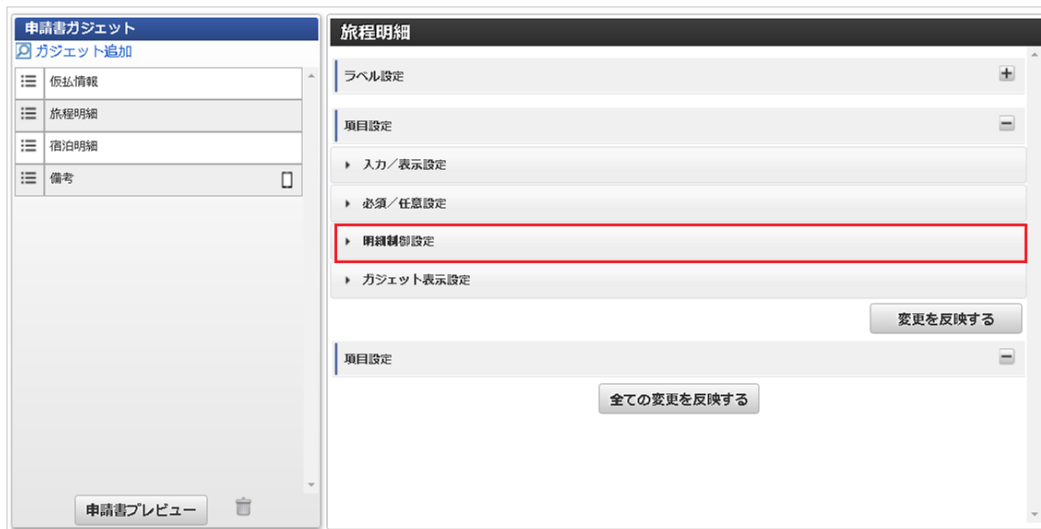 申請書ガジェット
ガジェット追加
仮払情報
旅程明細
宿泊明細
備考
申請書プレビュー
旅程明細
ラベル設定
項目設定
入力／表示設定
必須／任意設定
明細制御設定
ガジェット表示設定
変更を反映する
項目設定
全ての変更を反映する